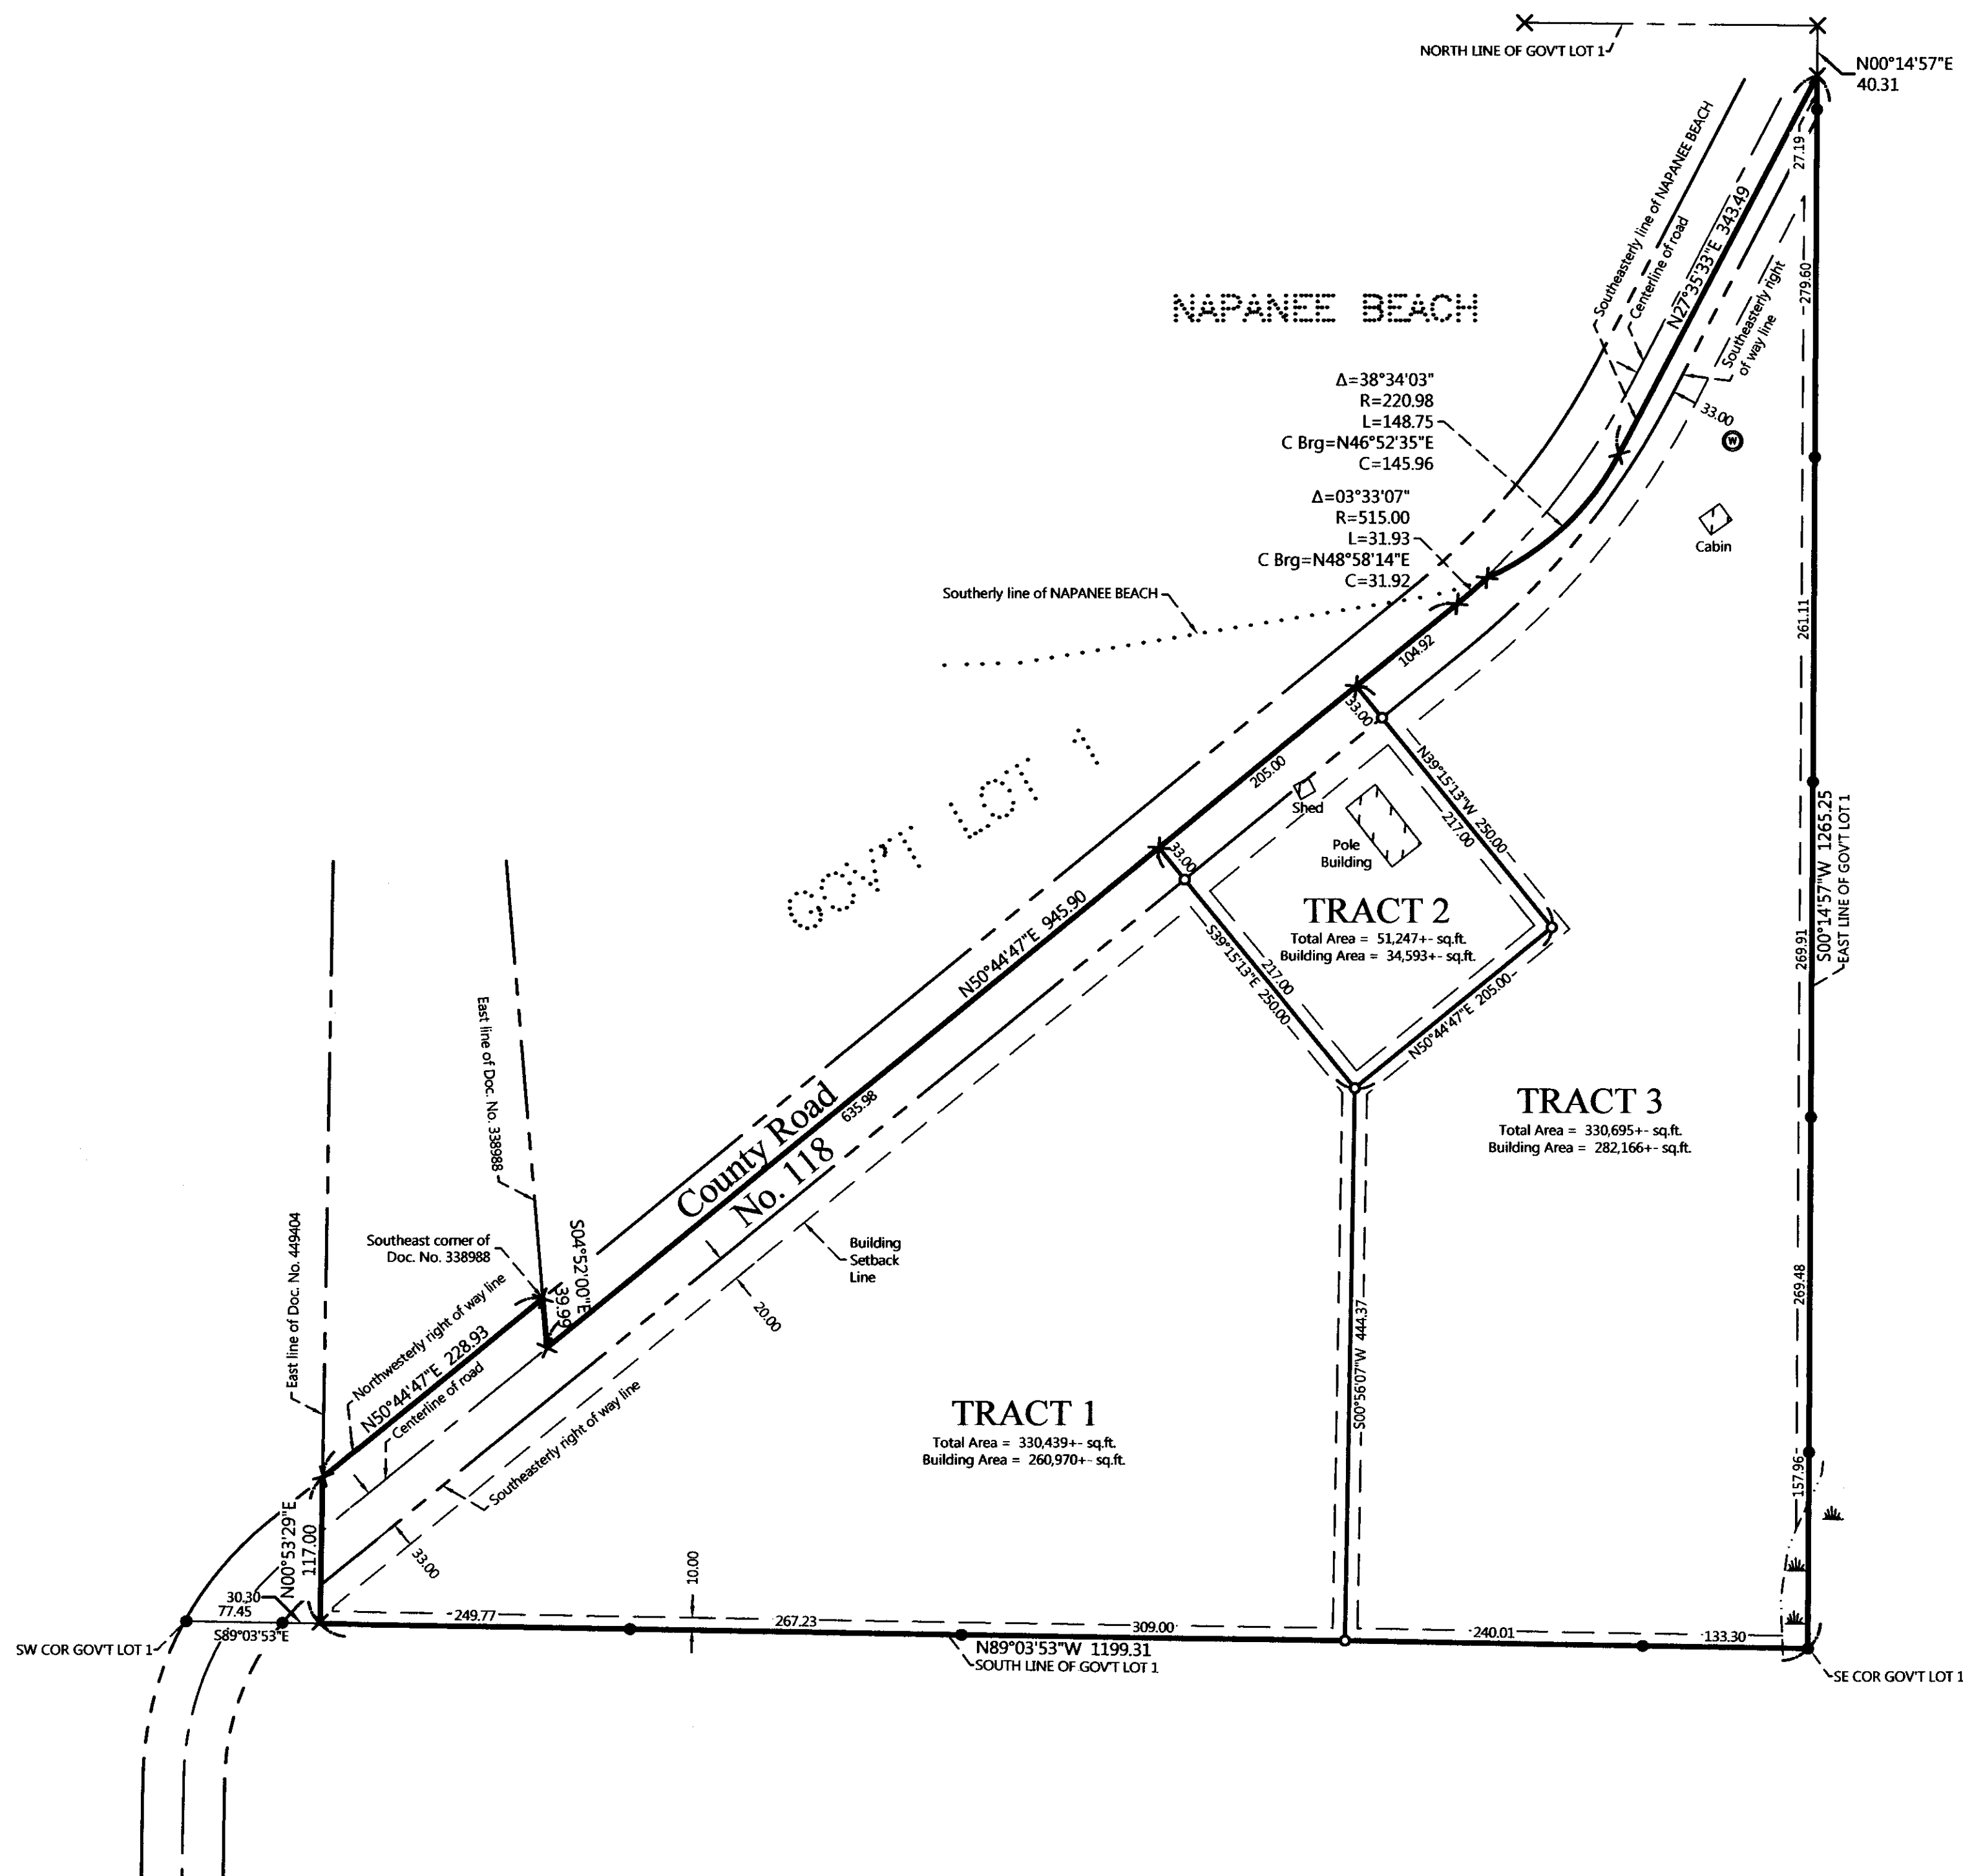 NORTH LINE OF GOV'T LOT 1
N00°14'57"E
40.31
27.19
Southeasterly line of NAPANEE BEACH
Centerline of road
N27°35'33"E 343.49
Southeasterly right
of way line
279.60
33.00
W
NAPANEE BEACH
Δ=38°34'03"
R=220.98
L=148.75
C Brg=N46°52'35"E
C=145.96
Δ=03°33'07"
R=515.00
L=31.93
C Brg=N48°58'14"E
C=31.92
Cabin
Southerly line of NAPANEE BEACH
261.11
104.92
33.00
GOV'T LOT 1
205.00
Shed
Pole
Building
N39°15'13"W 250.00
217.00
33.00
TRACT 2
Total Area = 51,247+- sq.ft.
Building Area = 34,593+- sq.ft.
S39°15'13"E 250.00
217.00
N50°44'47"E 205.00
269.91
S00°14'57"W 1265.25
EAST LINE OF GOV'T LOT 1
N50°44'47"E 945.90
635.98
County Road
No. 118
East line of Doc. No. 338988
TRACT 3
Total Area = 330,695+- sq.ft.
Building Area = 282,166+- sq.ft.
Southeast corner of
Doc. No. 338988
S04°52'00"E
39.99
Building
Setback
Line
20.00
East line of Doc. No. 449404
Northwesterly right of way line
N50°44'47"E 228.93
Centerline of road
Southeasterly right of way line
269.48
S00°56'07"W 444.37
TRACT 1
Total Area = 330,439+- sq.ft.
Building Area = 260,970+- sq.ft.
157.96
N00°53'29"E
117.00
33.00
10.00
30.30
77.45
S89°03'53"E
SW COR GOV'T LOT 1
249.77
267.23
309.00
240.01
133.30
N89°03'53"W 1199.31
SOUTH LINE OF GOV'T LOT 1
SE COR GOV'T LOT 1